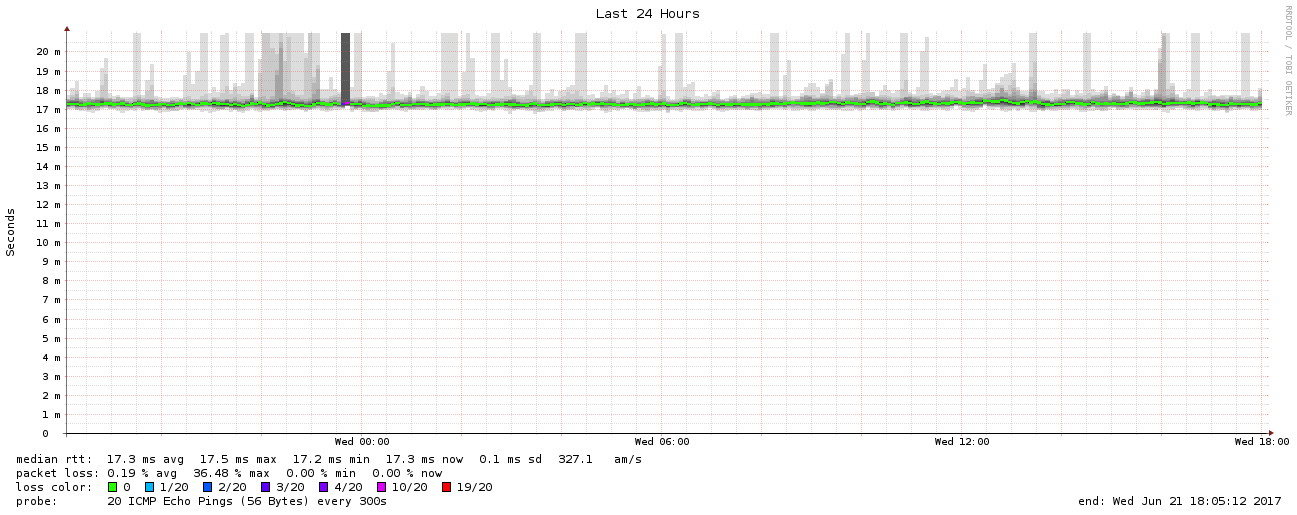 Last 24 Hours
RRDTOOL / TOBI OETIKER
Seconds
20 m
19 m
18 m
17 m
16 m
15 m
14 m
13 m
12 m
11 m
10 m
9 m
8 m
7 m
6 m
5 m
4 m
3 m
2 m
1 m
0
Wed 00:00 Wed 06:00 Wed 12:00 Wed 18:00
median rtt: 17.3 ms avg 17.5 ms max 17.2 ms min 17.3 ms now 0.1 ms sd 327.1 am/s
packet loss: 0.19 % avg 36.48 % max 0.00 % min 0.00 % now
loss color: 0 1/20 2/20 3/20 4/20 10/20 19/20
probe: 20 ICMP Echo Pings (56 Bytes) every 300s end: Wed Jun 21 18:05:12 2017